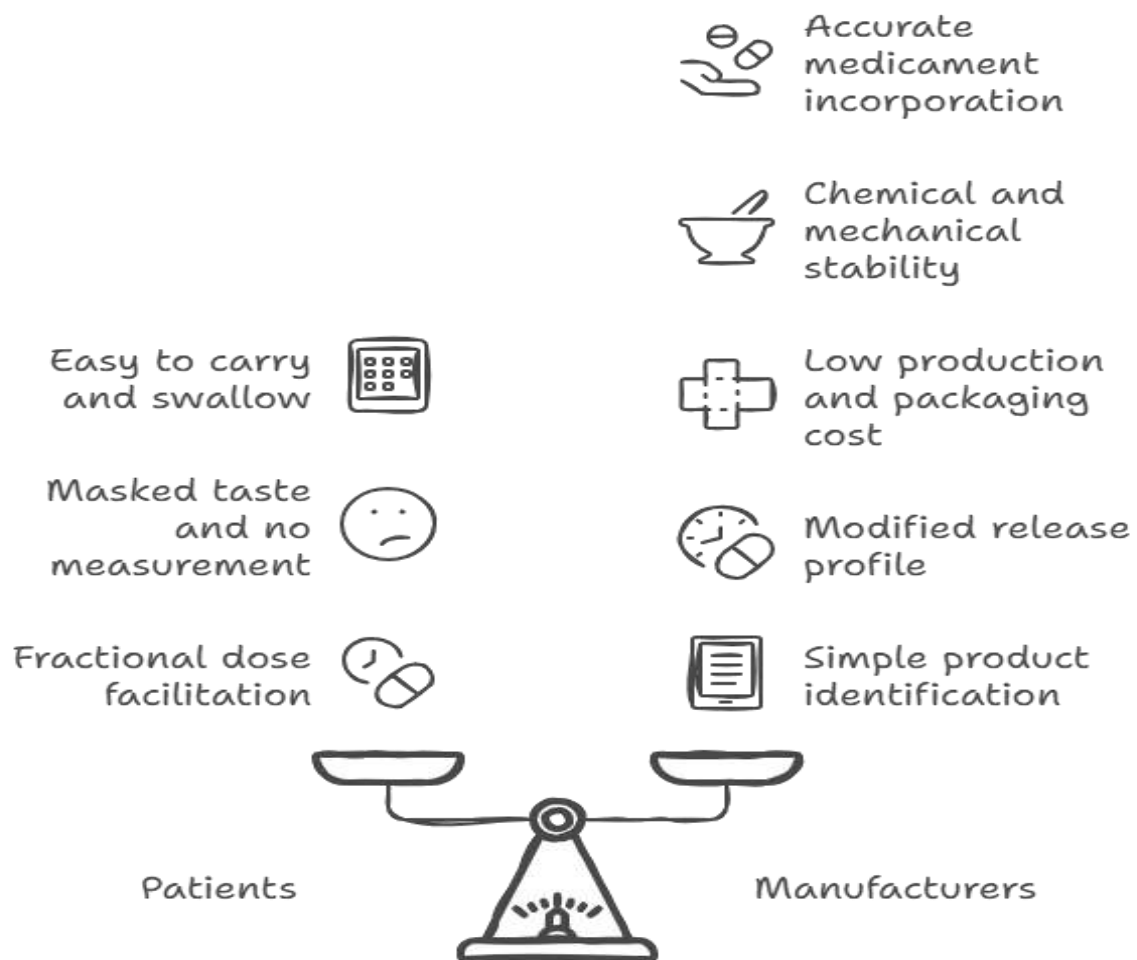 Accurate
medicament
incorporation
Chemical and
mechanical
stability
Easy to carry
and swallow
Low production
and packaging
cost
Masked taste
and no
measurement
Modified release
profile
Fractional dose
facilitation
Simple product
identification
Patients
Manufacturers